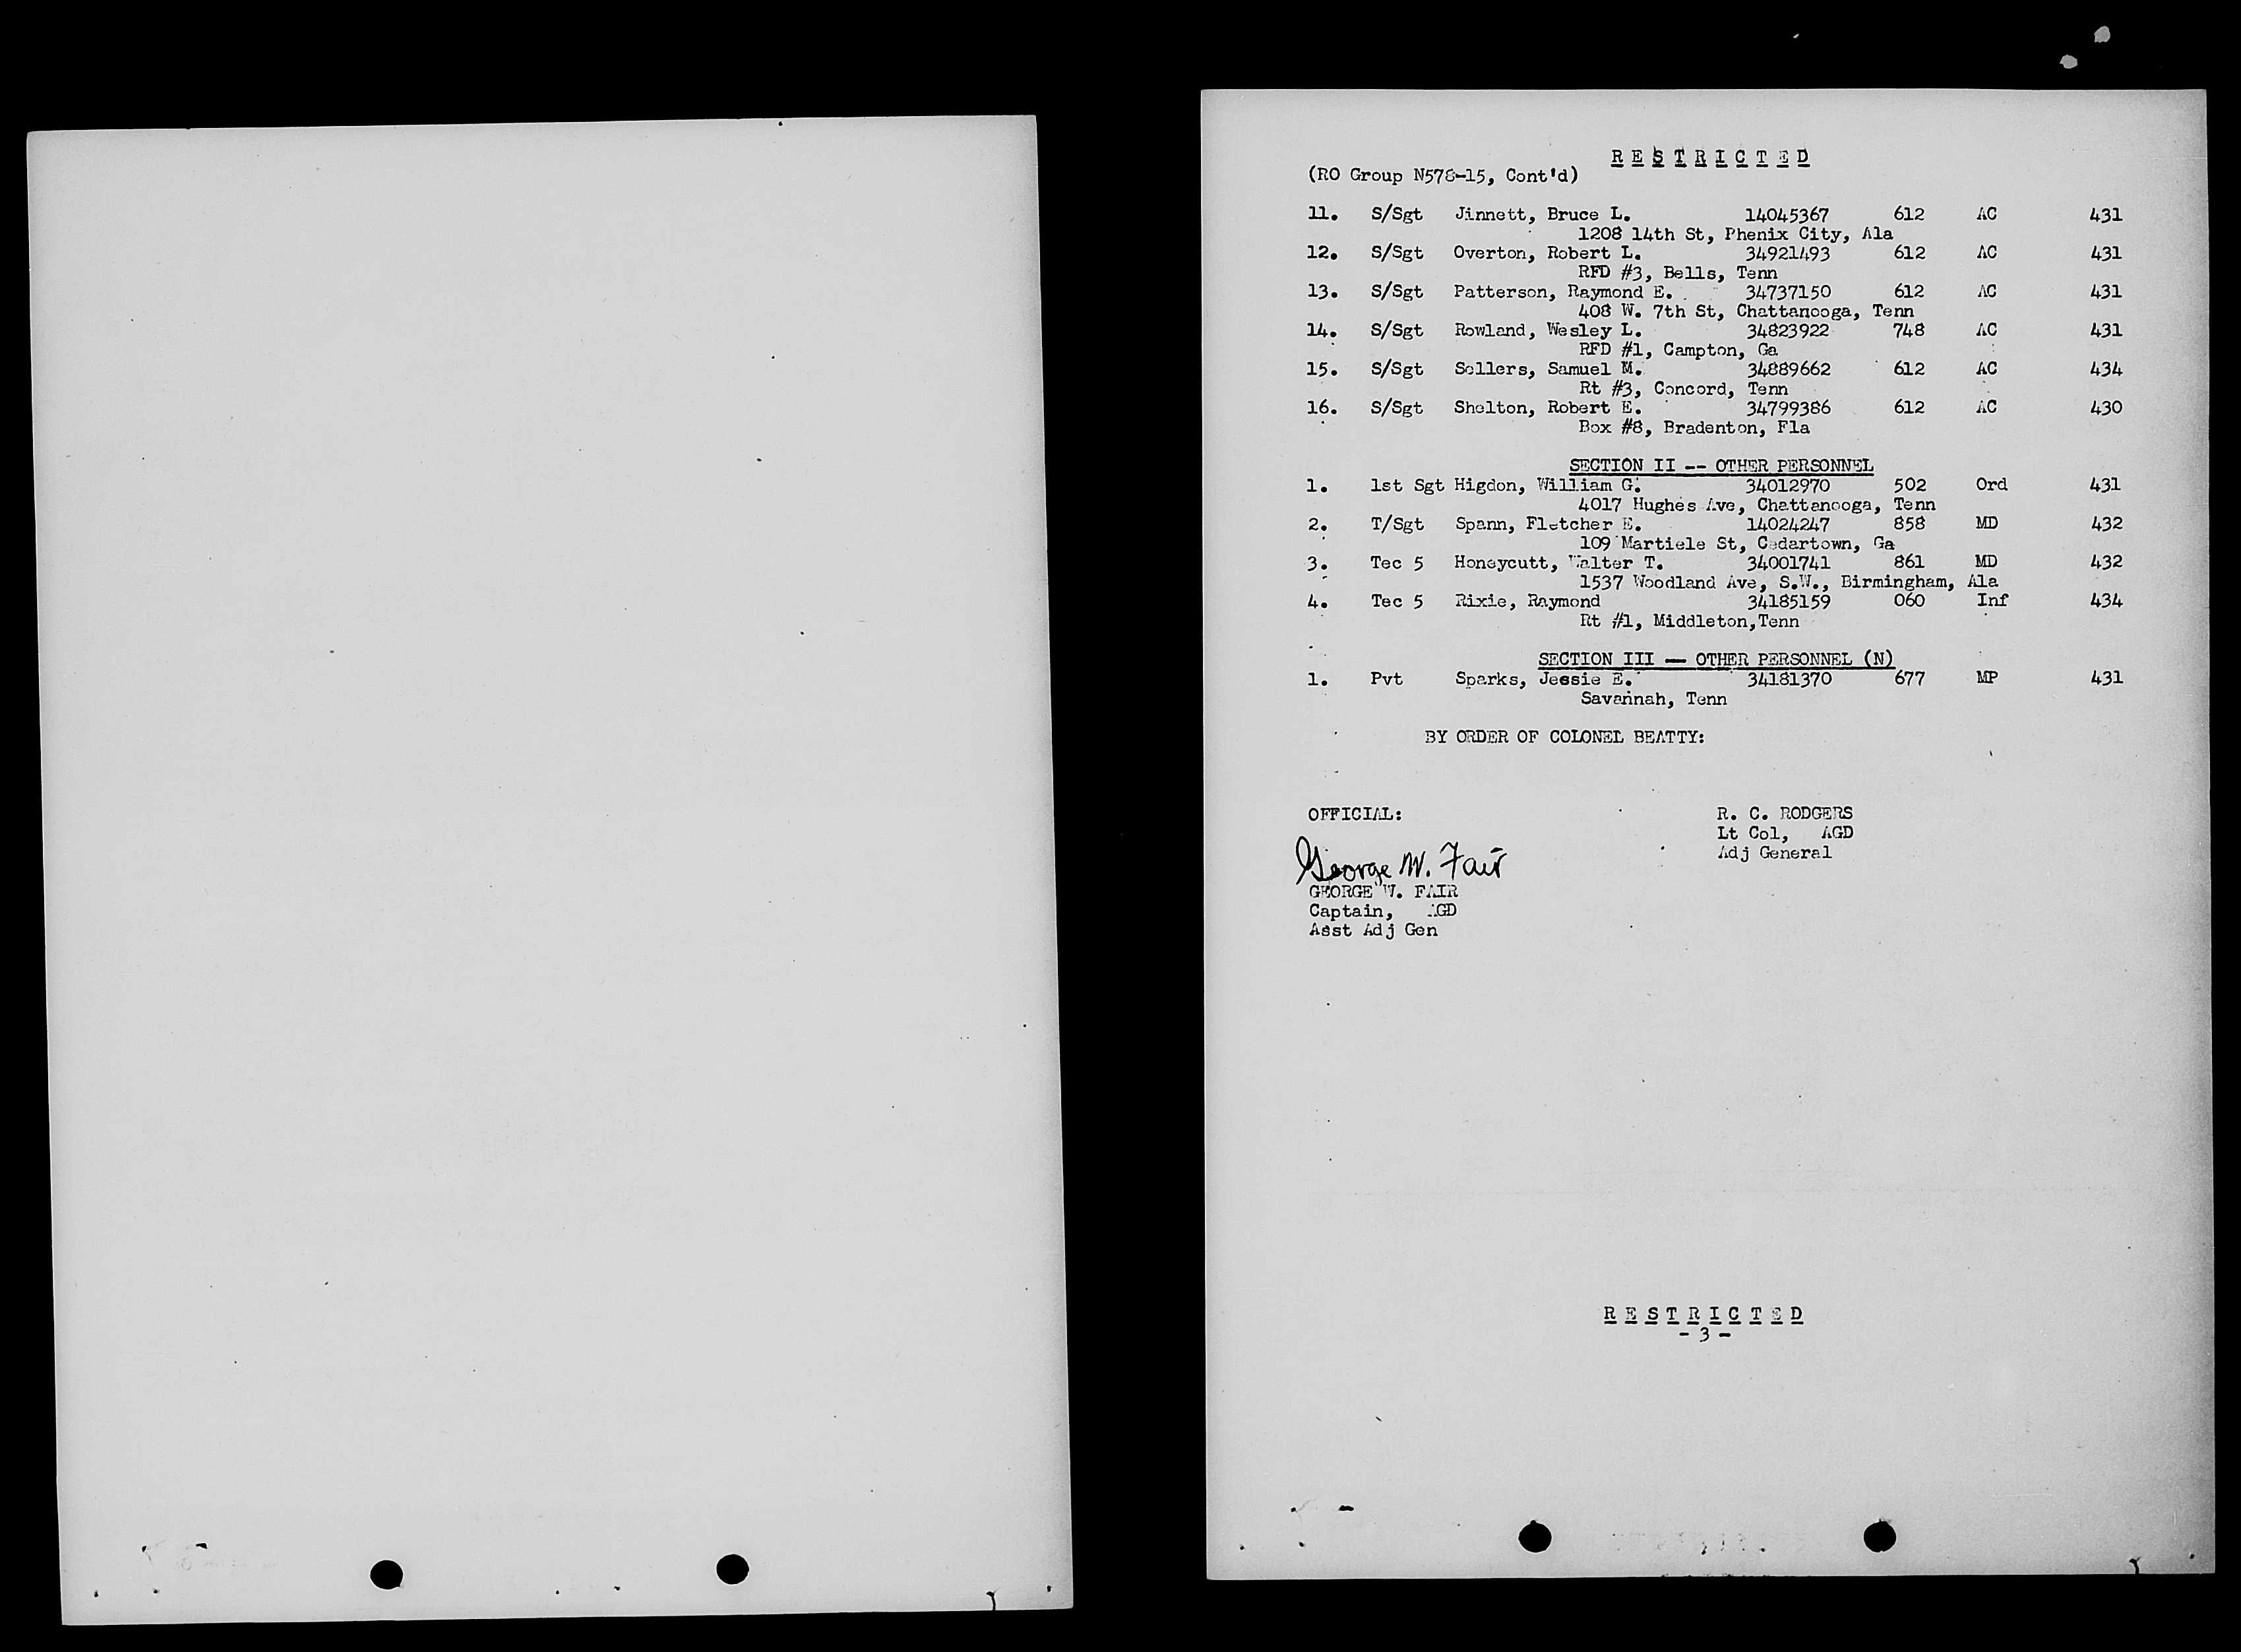 R E S T R I C T E D
(RO Group N578-15, Cont'd)
11. S/Sgt Jinnett, Bruce L. 14045367 612 AC 431
1208 14th St, Phenix City, Ala
12. S/Sgt Overton, Robert L. 34921493 612 AC 431
RFD #3, Bells, Tenn
13. S/Sgt Patterson, Raymond E. 34737150 612 AC 431
408 W. 7th St, Chattanooga, Tenn
14. S/Sgt Rowland, Wesley L. 34823922 748 AC 431
RFD #1, Campton, Ga
15. S/Sgt Sellers, Samuel M. 34889662 612 AC 434
Rt #3, Concord, Tenn
16. S/Sgt Shelton, Robert E. 34799386 612 AC 430
Box #8, Bradenton, Fla
SECTION II -- OTHER PERSONNEL
1. 1st Sgt Higdon, William G. 34012970 502 Ord 431
4017 Hughes Ave, Chattanooga, Tenn
2. T/Sgt Spann, Fletcher E. 14024247 858 MD 432
109 Martiele St, Cedartown, Ga
3. Tec 5 Honeycutt, Walter T. 34001741 861 MD 432
1537 Woodland Ave, S.W., Birmingham, Ala
4. Tec 5 Rixie, Raymond 34185159 060 Inf 434
Rt #1, Middleton,Tenn
SECTION III — OTHER PERSONNEL (N)
1. Pvt Sparks, Jessie E. 34181370 677 MP 431
Savannah, Tenn
BY ORDER OF COLONEL BEATTY:
OFFICIAL:
R. C. RODGERS
Lt Col, AGD
Adj General
George W. Fair
GEORGE W. FAIR
Captain, AGD
Asst Adj Gen
R E S T R I C T E D
- 3 -